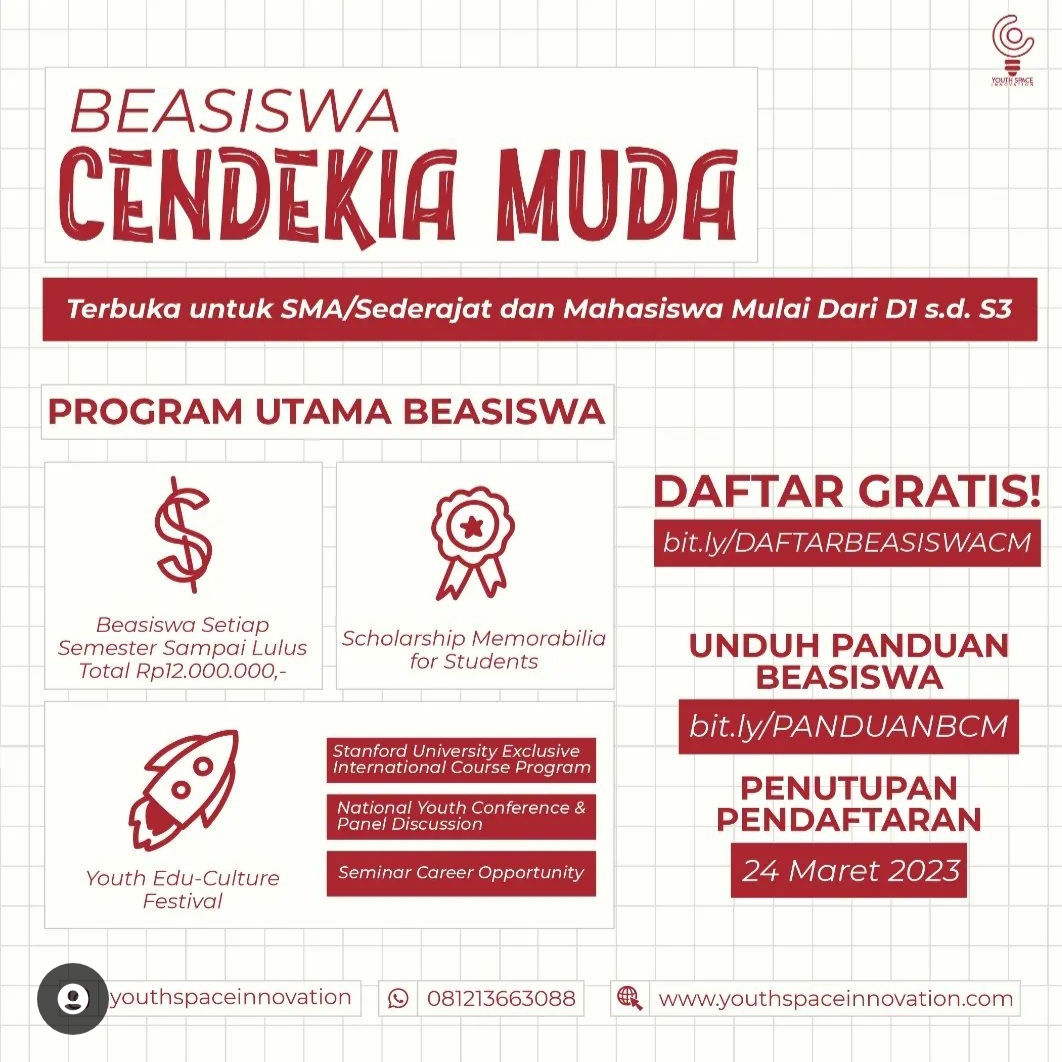 YOUTH SPACE
INNOVATION
BEASISWA
CENDEKIA MUDA
Terbuka untuk SMA/Sederajat dan Mahasiswa Mulai Dari D1 s.d. S3
PROGRAM UTAMA BEASISWA
Beasiswa Setiap
Semester Sampai Lulus
Total Rp12.000.000,-
Scholarship Memorabilia
for Students
Youth Edu-Culture
Festival
Stanford University Exclusive
International Course Program
National Youth Conference &
Panel Discussion
Seminar Career Opportunity
DAFTAR GRATIS!
bit.ly/DAFTARBEASISWACM
UNDUH PANDUAN
BEASISWA
bit.ly/PANDUANBCM
PENUTUPAN
PENDAFTARAN
24 Maret 2023
youthspaceinnovation
081213663088
www.youthspaceinnovation.com